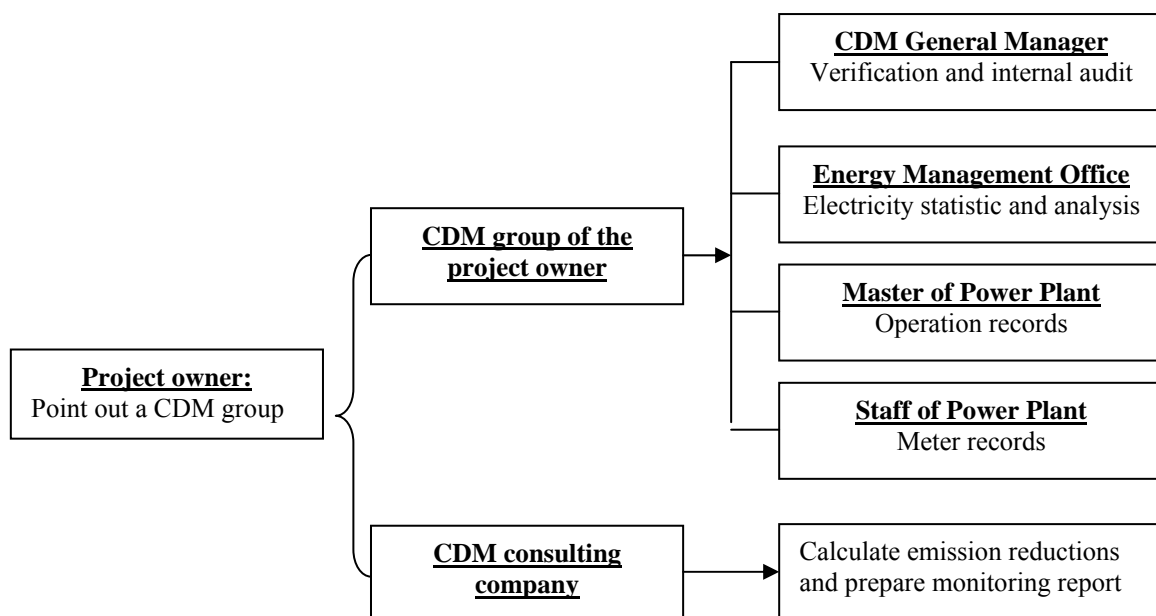 CDM General Manager
Verification and internal audit
Energy Management Office
Electricity statistic and analysis
CDM group of the
project owner
Master of Power Plant
Operation records
Project owner:
Point out a CDM group
Staff of Power Plant
Meter records
CDM consulting
company
Calculate emission reductions
and prepare monitoring report